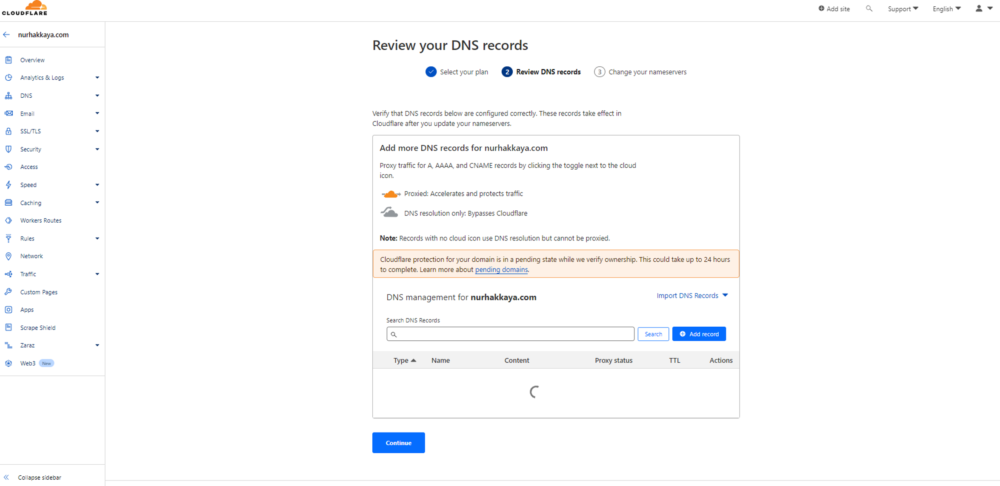 CLOUDFLARE
Add site
Support
English
nurhakkaya.com
Overview
Analytics & Logs
DNS
Email
SSL/TLS
Security
Access
Speed
Caching
Workers Routes
Rules
Network
Traffic
Custom Pages
Apps
Scrape Shield
Zaraz
Web3 New
Collapse sidebar
Review your DNS records
Select your plan
2 Review DNS records
3 Change your nameservers
Verify that DNS records below are configured correctly. These records take effect in
Cloudflare after you update your nameservers.
Add more DNS records for nurhakkaya.com
Proxy traffic for A, AAAA, and CNAME records by clicking the toggle next to the cloud
icon.
Proxied: Accelerates and protects traffic
DNS resolution only: Bypasses Cloudflare
Note: Records with no cloud icon use DNS resolution but cannot be proxied.
Cloudflare protection for your domain is in a pending state while we verify ownership. This could take up to 24 hours
to complete. Learn more about pending domains.
DNS management for nurhakkaya.com
Import DNS Records
Search DNS Records
Search
Add record
Type Name Content Proxy status TTL Actions
Continue